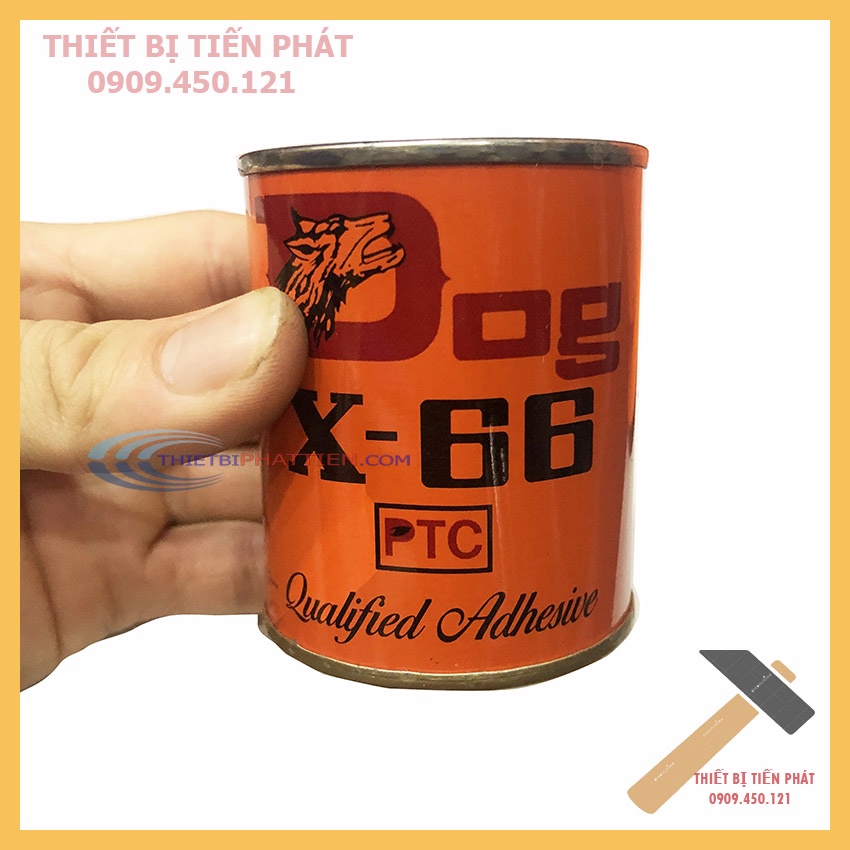 THIẾT BỊ TIẾN PHÁT
0909.450.121
Dog
X-66
PTC
Qualified Adhesive
THIETBIPHATTIEN.COM
THIẾT BỊ TIẾN PHÁT
0909.450.121